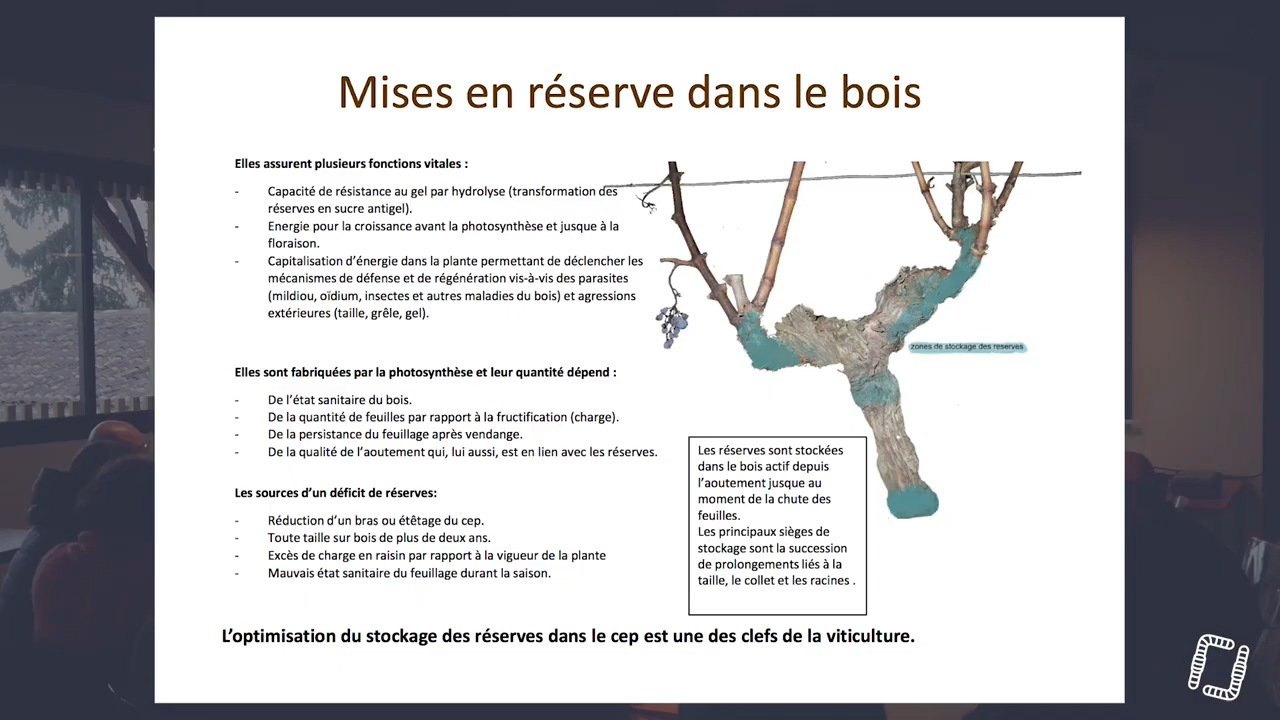 Mises en réserve dans le bois
Elles assurent plusieurs fonctions vitales :
- Capacité de résistance au gel par hydrolyse (transformation des
réserves en sucre antigel).
- Energie pour la croissance avant la photosynthèse et jusque à la
floraison.
- Capitalisation d'énergie dans la plante permettant de déclencher les
mécanismes de défense et de régénération vis-à-vis des parasites
(mildiou, oïdium, insectes et autres maladies du bois) et agressions
extérieures (taille, grêle, gel).
Elles sont fabriquées par la photosynthèse et leur quantité dépend :
- De l'état sanitaire du bois.
- De la quantité de feuilles par rapport à la fructification (charge).
- De la persistance du feuillage après vendange.
- De la qualité de l'aoutement qui, lui aussi, est en lien avec les réserves.
Les sources d'un déficit de réserves:
- Réduction d'un bras ou étêtage du cep.
- Toute taille sur bois de plus de deux ans.
- Excès de charge en raisin par rapport à la vigueur de la plante
- Mauvais état sanitaire du feuillage durant la saison.
zones de stockage des reserves
Les réserves sont stockées
dans le bois actif depuis
l'aoutement jusque au
moment de la chute des
feuilles.
Les principaux sièges de
stockage sont la succession
de prolongements liés à la
taille, le collet et les racines .
L'optimisation du stockage des réserves dans le cep est une des clefs de la viticulture.